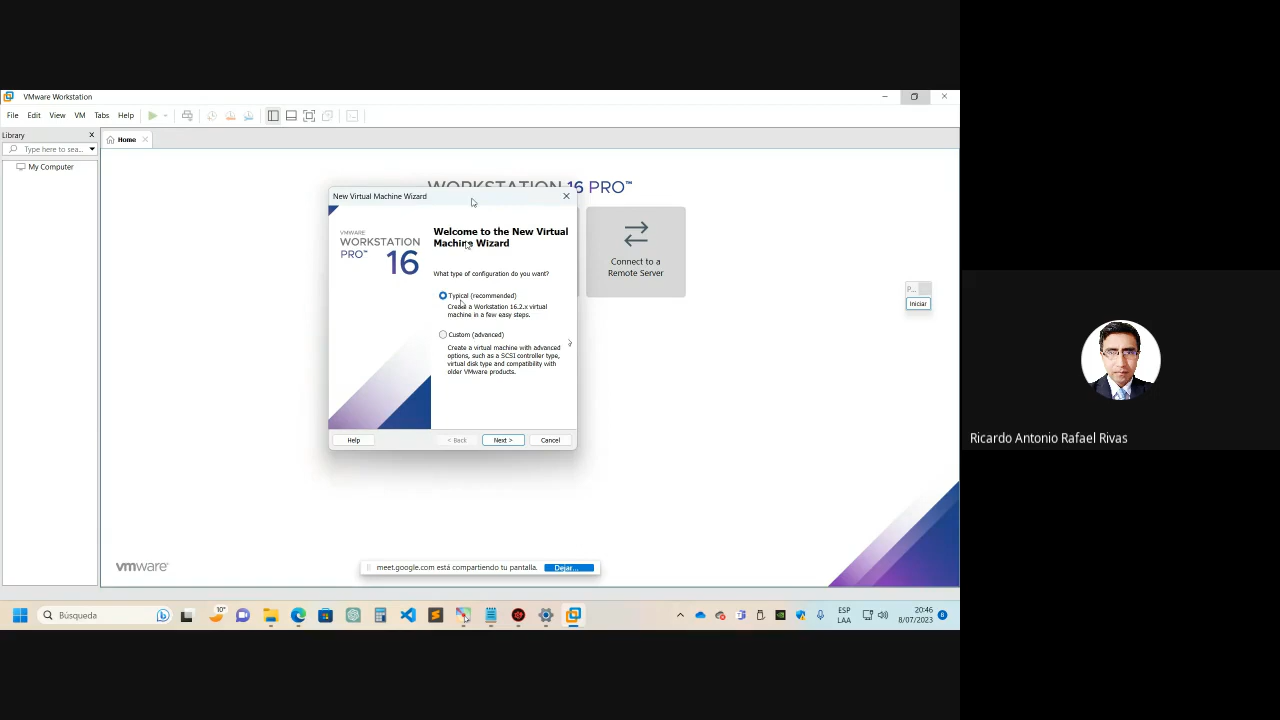 VMware Workstation
File Edit View VM Tabs Help
Library
Type here to sea...
Home
My Computer
WORKSTATION 16 PRO™
New Virtual Machine Wizard
VMWARE
WORKSTATION
PRO™ 16
Welcome to the New Virtual
Machine Wizard
What type of configuration do you want?
Typical (recommended)
Create a Workstation 16.2.x virtual
machine in a few easy steps.
Custom (advanced)
Create a virtual machine with advanced
options, such as a SCSI controller type,
virtual disk type and compatibility with
older VMware products.
Help
< Back
Next >
Cancel
Connect to a
Remote Server
P...
Iniciar
vmware
meet.google.com está compartiendo tu pantalla.
Dejar...
Búsqueda
10°
ESP
LAA
20:46
8/07/2023
8
Ricardo Antonio Rafael Rivas